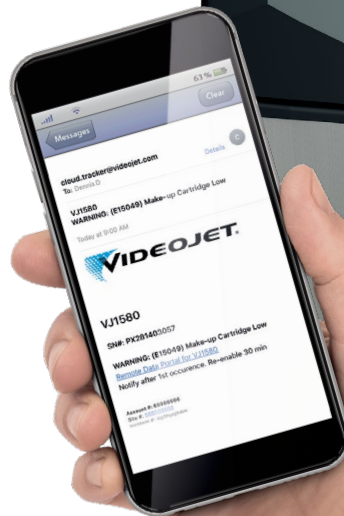 63 %
Messages
Clear
cloud.tracker@videojet.com
To: Dennis D
Details
C
VJ1580
WARNING: (E15049) Make-up Cartridge Low
Today at 9:00 AM
VIDEOJET.
VJ1580
SN#: PX281403057
WARNING: (E15049) Make-up Cartridge Low
Remote Data Portal for VJ1580
Notify after 1st occurence. Re-enable 30 min
Account #:
Site #: